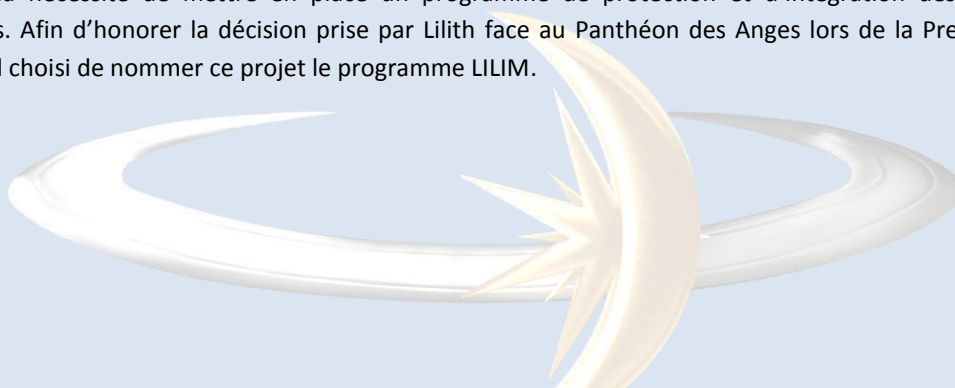 la nécessité de mettre en place un programme de protection et d'intégration des
s. Afin d'honorer la décision prise par Lilith face au Panthéon des Anges lors de la Pre
l choisi de nommer ce projet le programme LILIM.